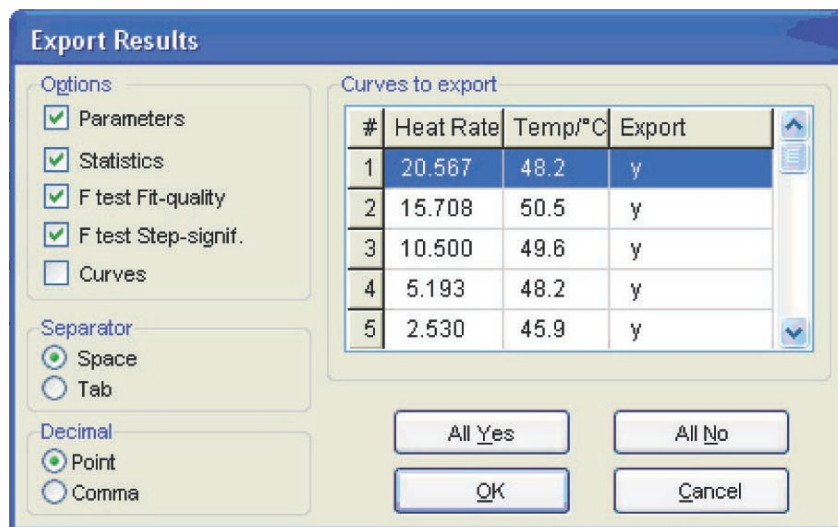 Export Results
Options
Parameters
Statistics
F test Fit-quality
F test Step-signif.
Curves
Separator
Space
Tab
Decimal
Point
Comma
Curves to export
# Heat Rate Temp/°C Export
1 20.567 48.2 y
2 15.708 50.5 y
3 10.500 49.6 y
4 5.193 48.2 y
5 2.530 45.9 y
All Yes All No
OK Cancel